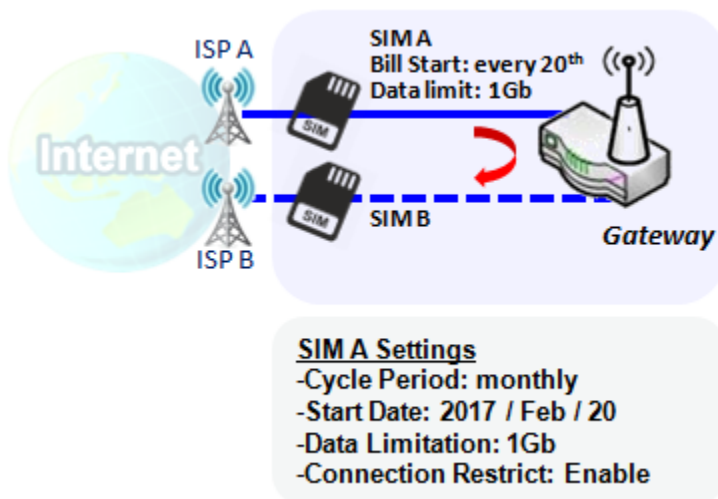 ISP A
SIM A
Bill Start: every 20th
Data limit: 1Gb
SIM
Internet
SIM
SIM B
Gateway
ISP B
SIM A Settings
-Cycle Period: monthly
-Start Date: 2017 / Feb / 20
-Data Limitation: 1Gb
-Connection Restrict: Enable